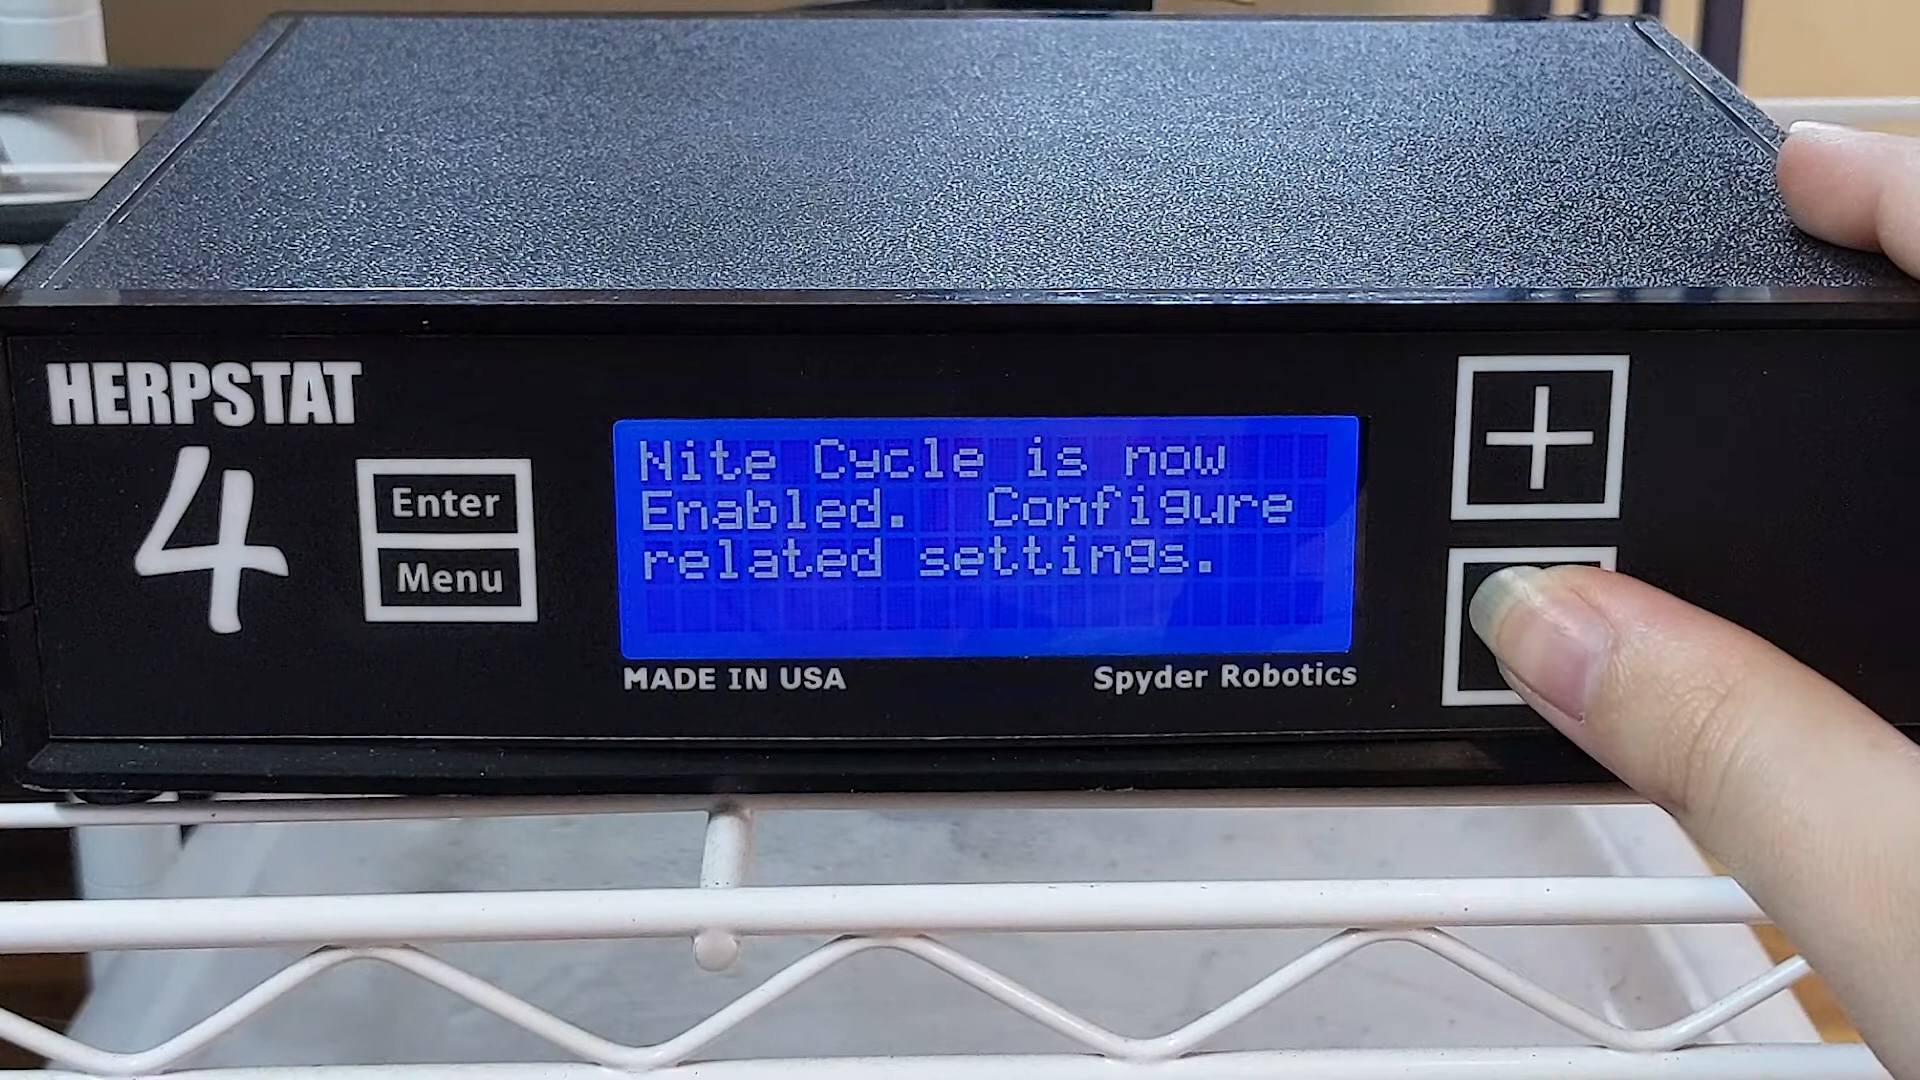 HERPSTAT
4
Enter
Menu
Nite Cycle is now
Enabled.  Configure
related settings.
MADE IN USA
Spyder Robotics
+